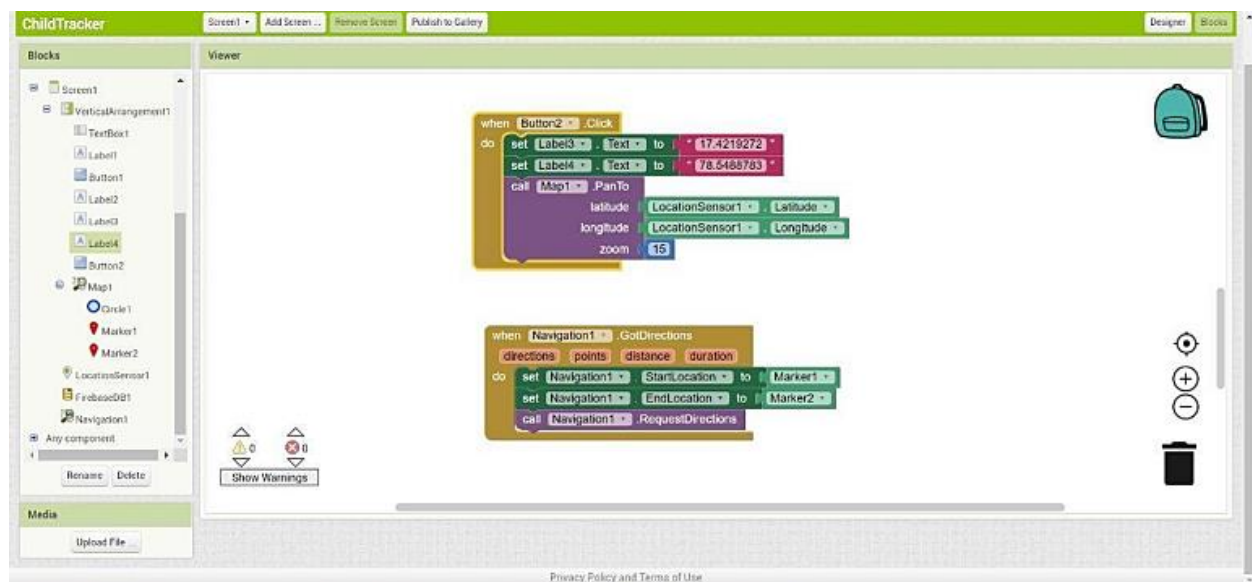 ChildTracker
Screen1 Add Screen ... Remove Screen Publish to Gallery Designer Blocks
Blocks
Viewer
Screen1
VerticalArrangement1
TextBox1
Label1
Button1
Label2
Label3
Label4
Button2
Map1
Circle1
Marker1
Marker2
LocationSensor1
FirebaseDB1
Navigation1
Any component
Rename Delete
Media
Upload File ...
when Button2 .Click
do set Label3 . Text to " 17.4219272 "
set Label4 . Text to " 78.5488783 "
call Map1 .PanTo
latitude LocationSensor1 . Latitude
longitude LocationSensor1 . Longitude
zoom 15
when Navigation1 .GotDirections
directions points distance duration
do set Navigation1 . StartLocation to Marker1
set Navigation1 . EndLocation to Marker2
call Navigation1 .RequestDirections
0 0
Show Warnings
Privacy Policy and Terms of Use